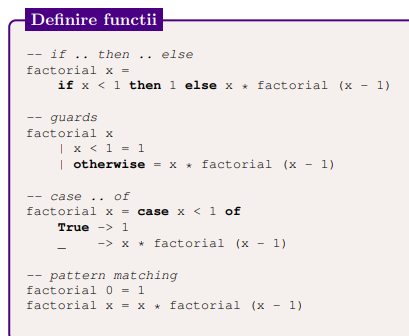 Definire functii
-- if .. then .. else
factorial x =
    if x < 1 then 1 else x * factorial (x - 1)
-- guards
factorial x
    | x < 1 = 1
    | otherwise = x * factorial (x - 1)
-- case .. of
factorial x = case x < 1 of
    True -> 1
    _    -> x * factorial (x - 1)
-- pattern matching
factorial 0 = 1
factorial x = x * factorial (x - 1)